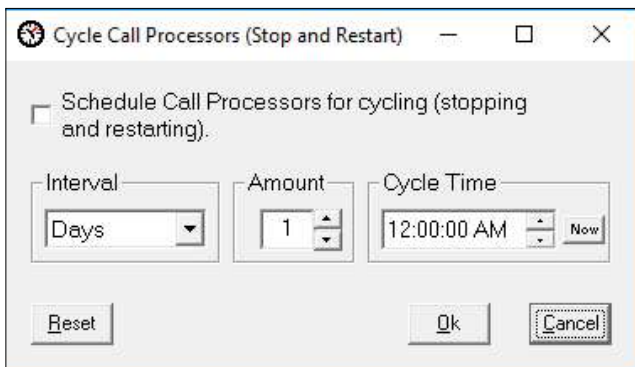 Cycle Call Processors (Stop and Restart)
Schedule Call Processors for cycling (stopping
and restarting).
Interval
Amount
Cycle Time
Days
1
12:00:00 AM
Now
Reset
Ok
Cancel